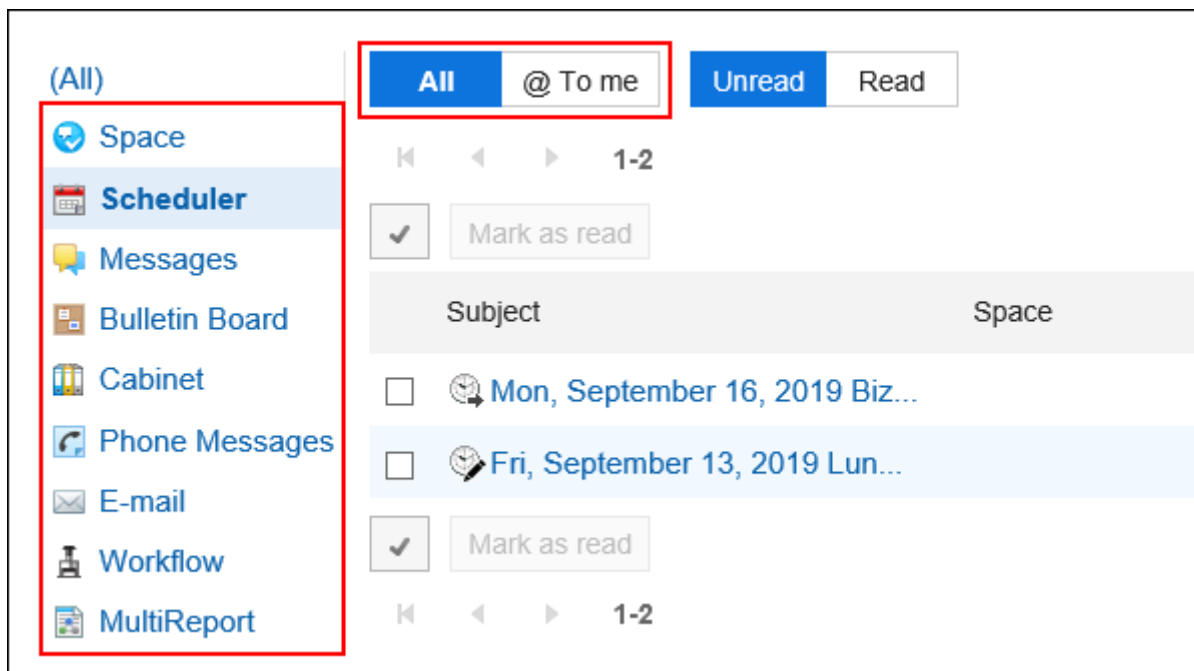 (All)
Space
Scheduler
Messages
Bulletin Board
Cabinet
Phone Messages
E-mail
Workflow
MultiReport
All @ To me Unread Read
1-2
Mark as read
Subject Space
Mon, September 16, 2019 Biz...
Fri, September 13, 2019 Lun...
Mark as read
1-2